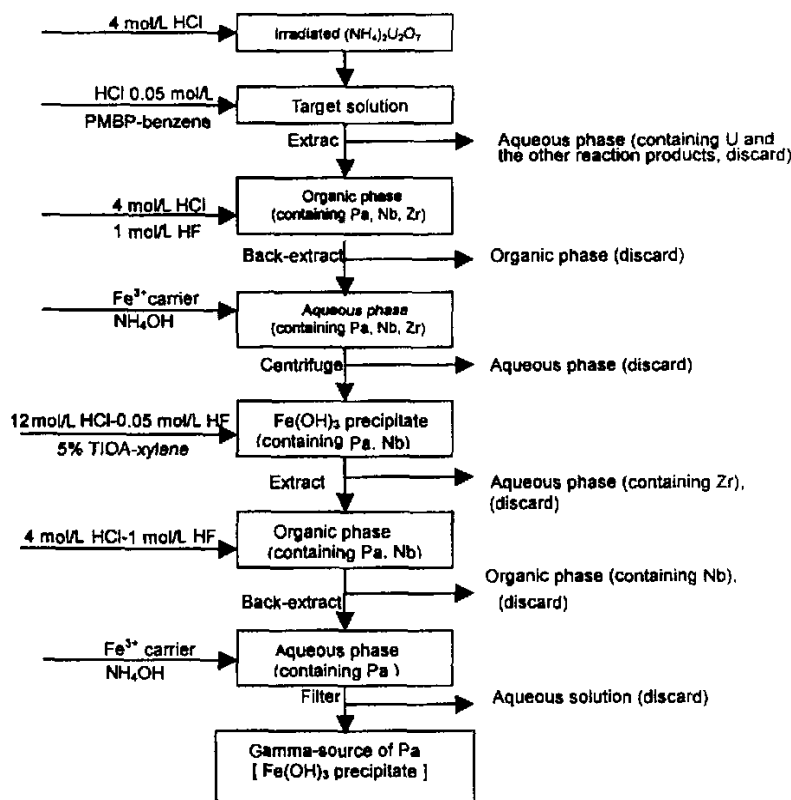 4 mol/L HCl
Irradiated (NH₄)₂U₂O₇
HCl 0.05 mol/L
PMBP-benzene
Target solution
Extrac
Aqueous phase (containing U and
the other reaction products, discard)
4 mol/L HCl
1 mol/L HF
Organic phase
(containing Pa, Nb, Zr)
Back-extract
Organic phase (discard)
Fe³⁺ carrier
NH₄OH
Aqueous phase
(containing Pa, Nb, Zr)
Centrifuge
Aqueous phase (discard)
12mol/L HCl-0.05 mol/L HF
5% TIOA-xylene
Fe(OH)₃ precipitate
(containing Pa, Nb)
Extract
Aqueous phase (containing Zr),
(discard)
4 mol/L HCl-1 mol/L HF
Organic phase
(containing Pa, Nb)
Back-extract
Organic phase (containing Nb),
(discard)
Fe³⁺ carrier
NH₄OH
Aqueous phase
(containing Pa )
Filter
Aqueous solution (discard)
Gamma-source of Pa
[ Fe(OH)₃ precipitate ]